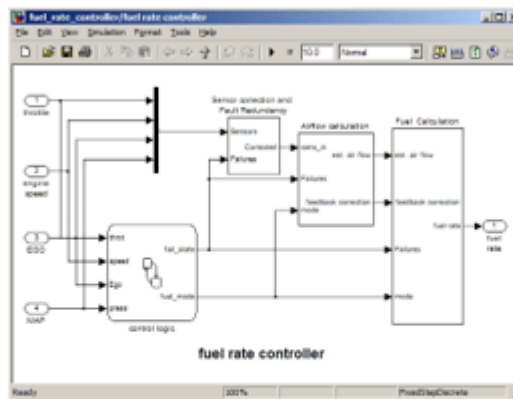 fuel_rate_controller/fuel rate controller
File Edit View Simulation Format Tools Help
10.0
Normal
1
throttle
2
engine
speed
3
EGO
4
MAP
Sensor correction and
Fault Redundancy
Sensors
Corrected
Failures
Airflow calculation
sens_in
est. air flow
Failures
feedback correction
mode
Fuel Calculation
est. air flow
feedback correction
fuel rate
Failures
mode
1
fuel
rate
throt
speed
Ego
press
fail_state
fuel_mode
control logic
fuel rate controller
Ready
100%
FixedStepDiscrete